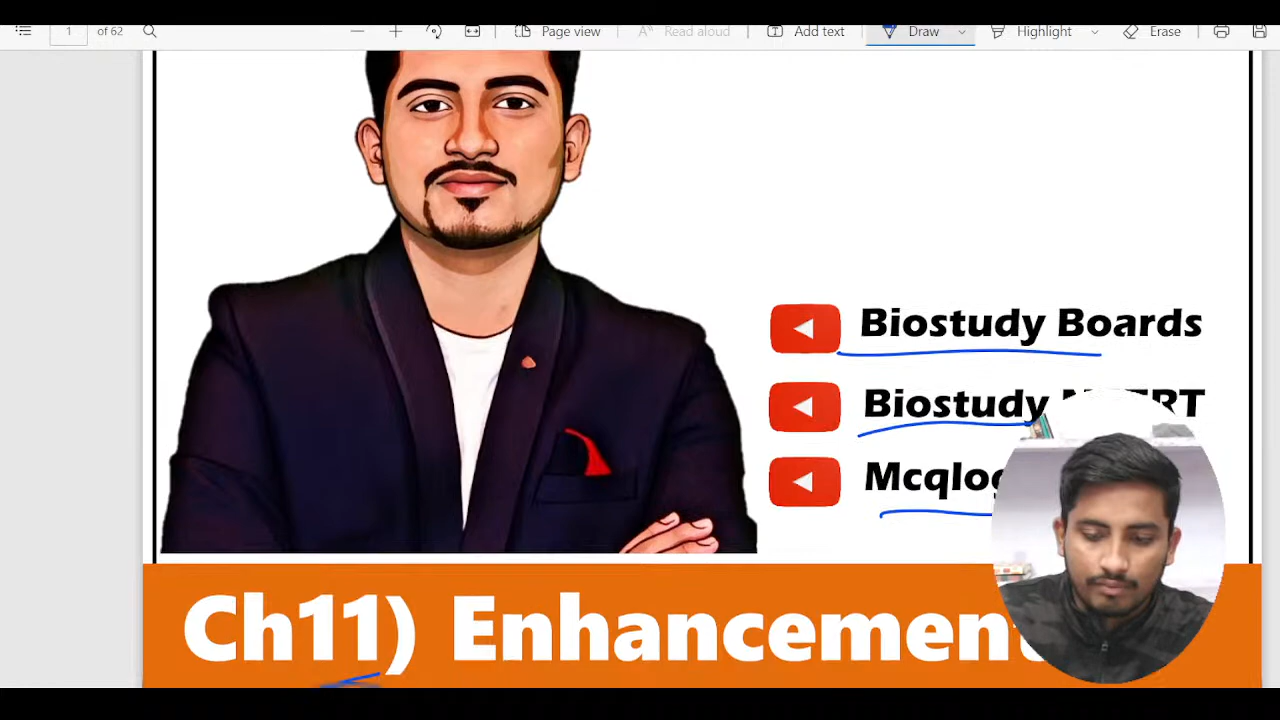 1 of 62 Page view Read aloud Add text Draw Highlight Erase
Biostudy Boards
Biostudy
Ch11) Enhancement